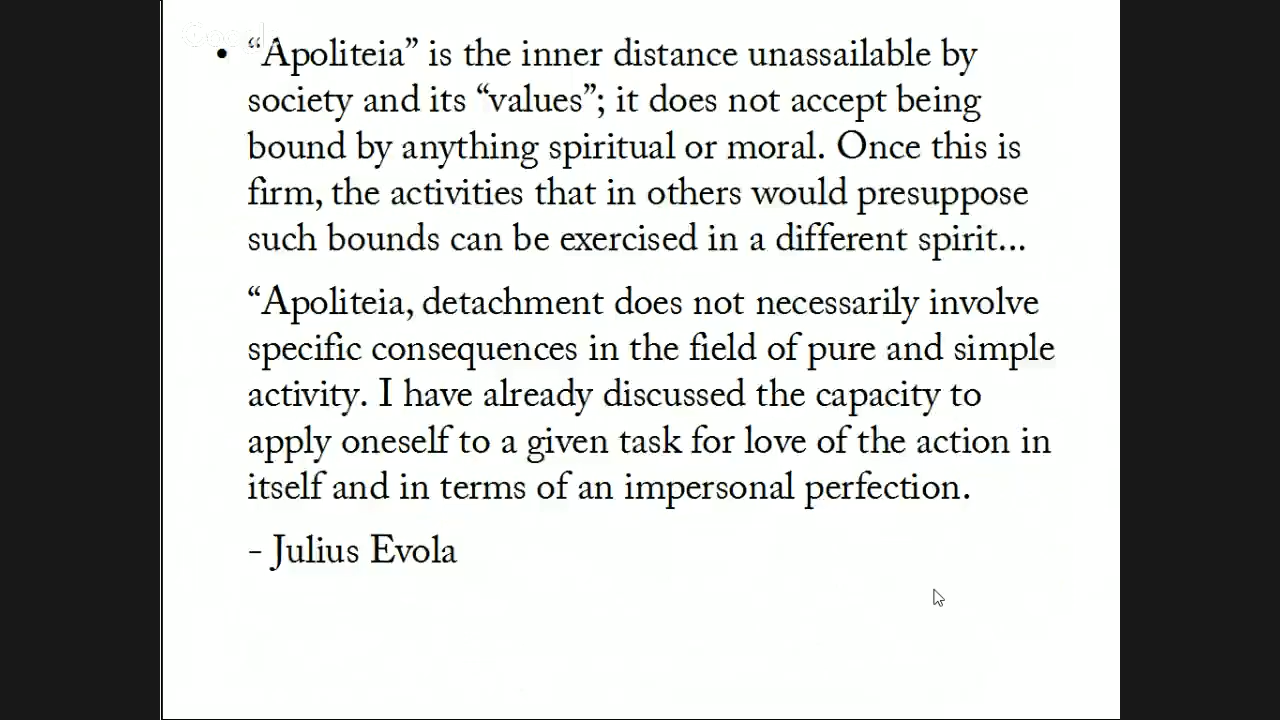 Google
• “Apoliteia” is the inner distance unassailable by
society and its “values”; it does not accept being
bound by anything spiritual or moral. Once this is
firm, the activities that in others would presuppose
such bounds can be exercised in a different spirit...
“Apoliteia, detachment does not necessarily involve
specific consequences in the field of pure and simple
activity. I have already discussed the capacity to
apply oneself to a given task for love of the action in
itself and in terms of an impersonal perfection.
- Julius Evola